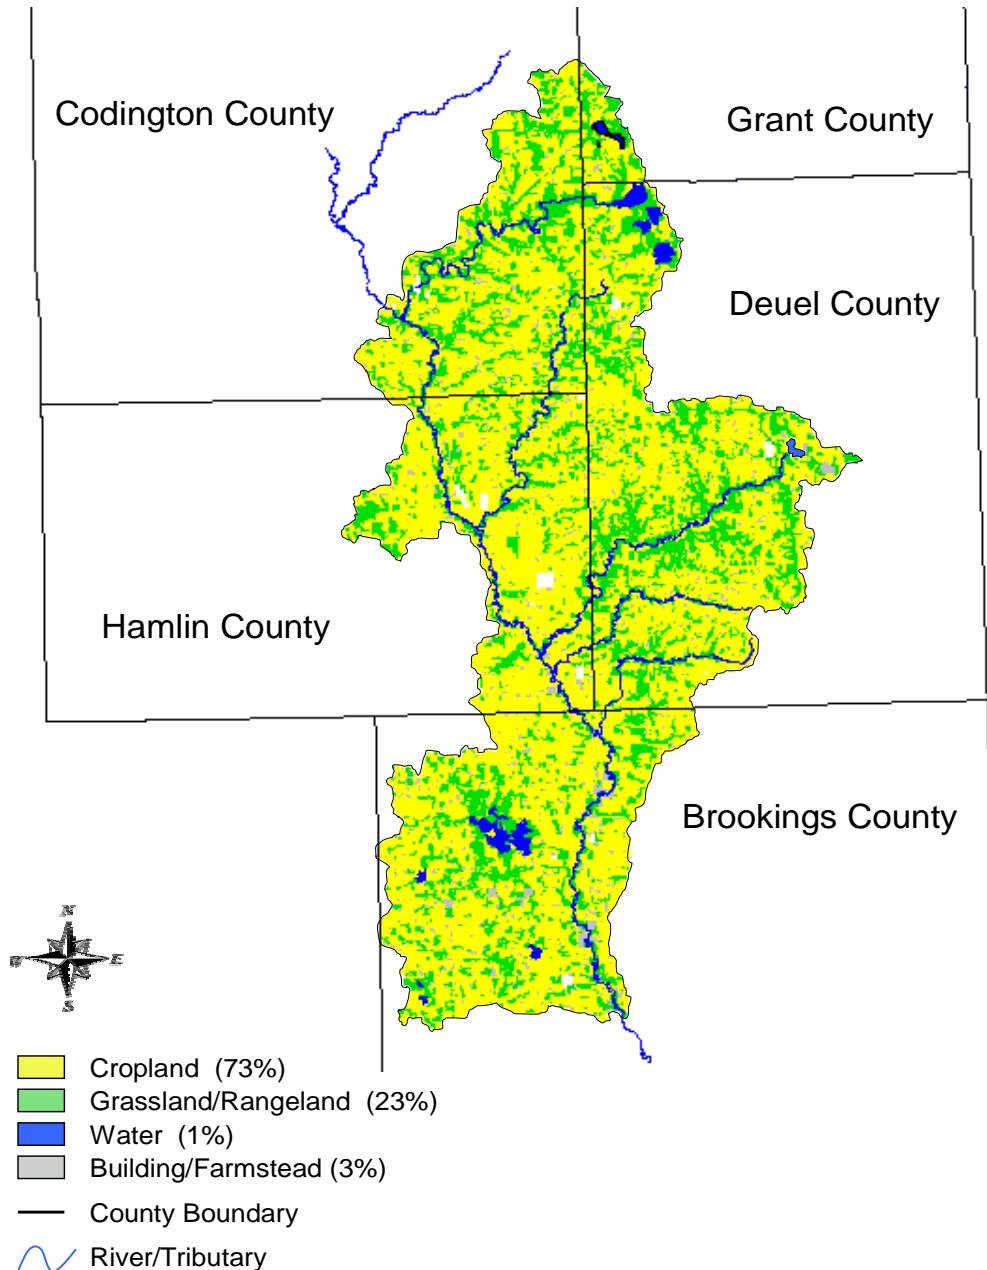 Codington County
Grant County
Deuel County
Hamlin County
Brookings County
N
W
E
S
Cropland (73%)
Grassland/Rangeland (23%)
Water (1%)
Building/Farmstead (3%)
County Boundary
River/Tributary